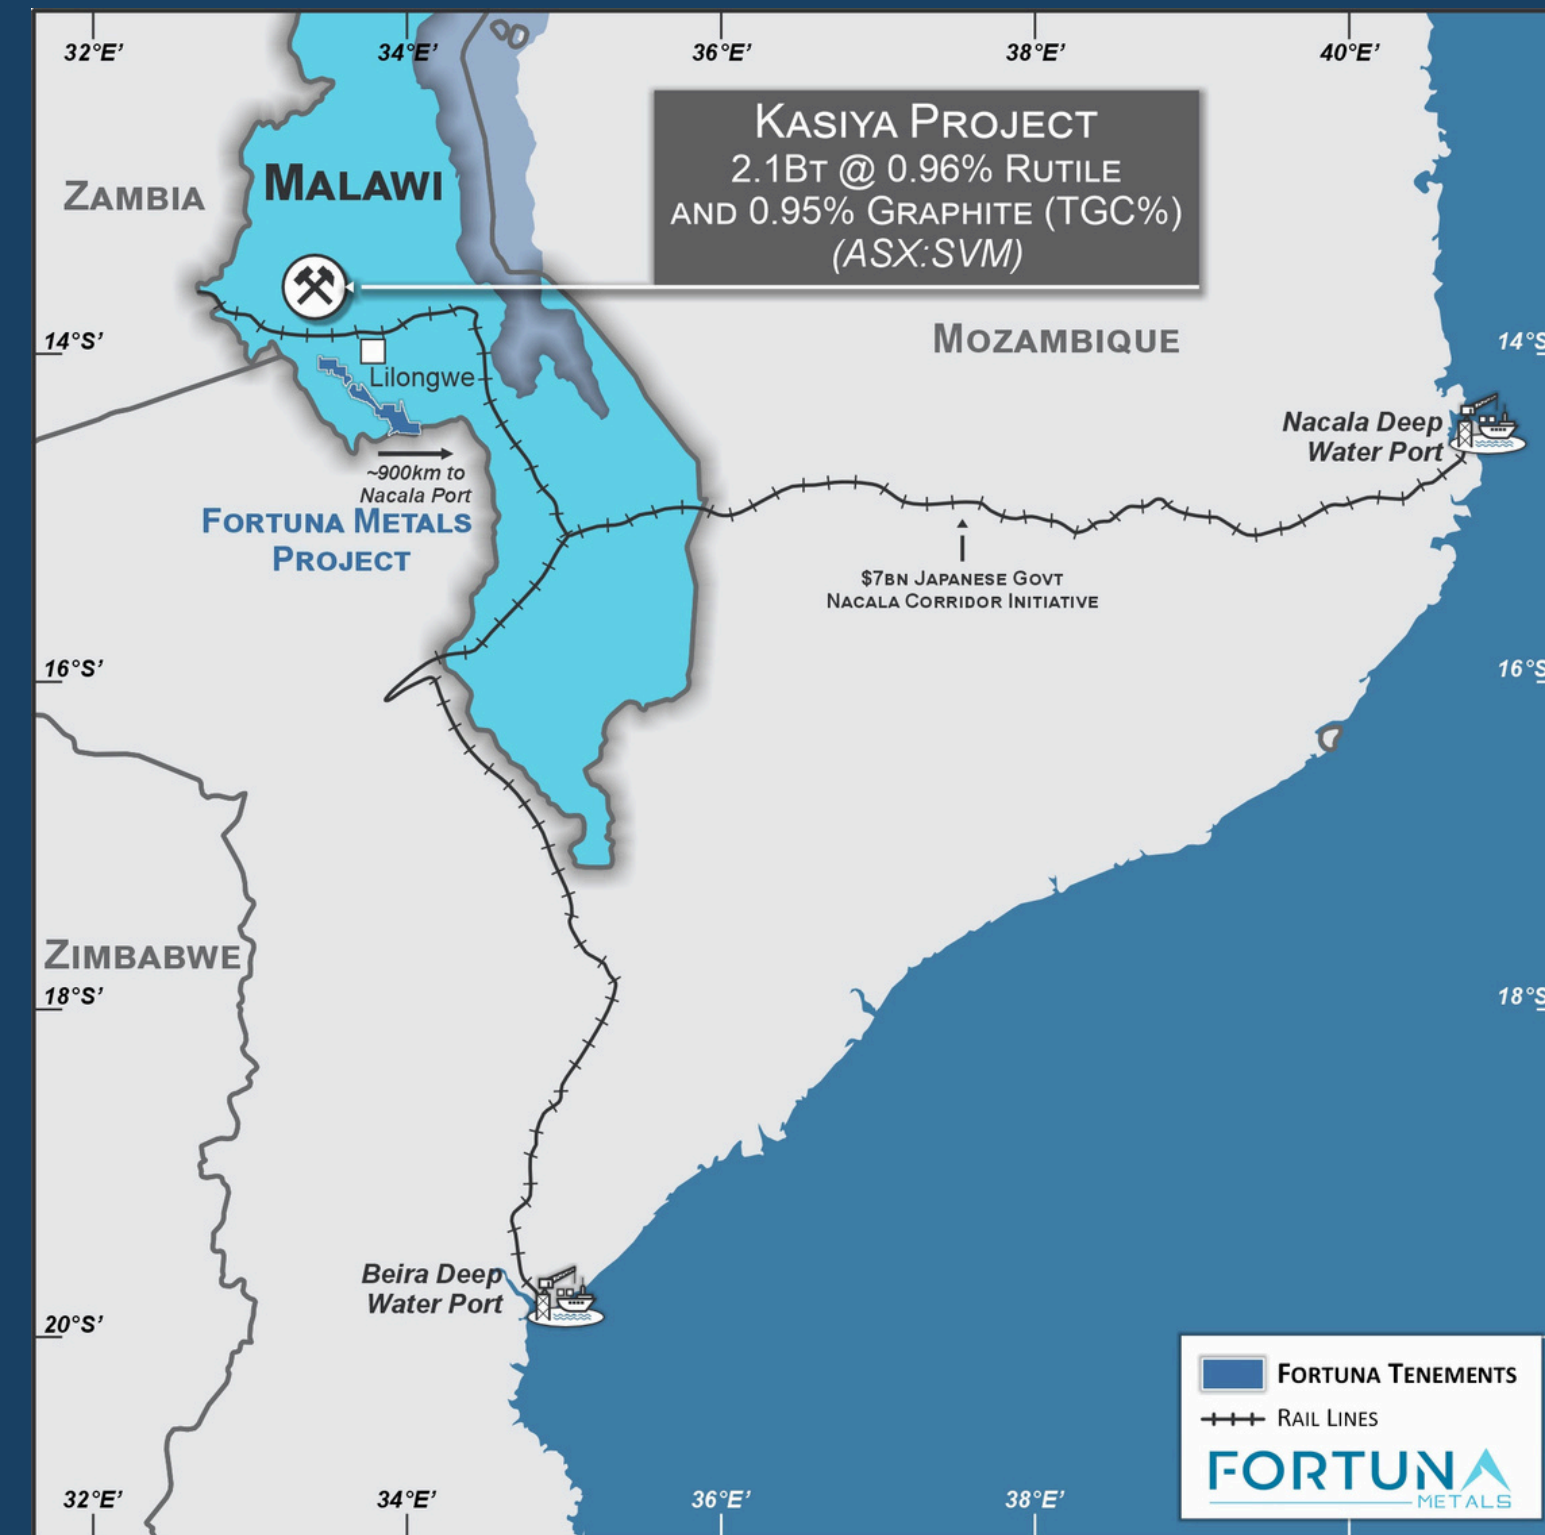 32°E’
34°E’
36°E’
38°E’
40°E’
KASIYA PROJECT
2.1BT @ 0.96% RUTILE
AND 0.95% GRAPHITE (TGC%)
(ASX:SVM)
ZAMBIA
MALAWI
MOZAMBIQUE
14°S’
14°S
Lilongwe
Nacala Deep
Water Port
~900km to
Nacala Port
FORTUNA METALS
PROJECT
$7BN JAPANESE GOVT
NACALA CORRIDOR INITIATIVE
16°S’
16°S
ZIMBABWE
18°S’
18°S
Beira Deep
Water Port
20°S’
FORTUNA TENEMENTS
RAIL LINES
FORTUNA
METALS
32°E’
34°E’
36°E’
38°E’